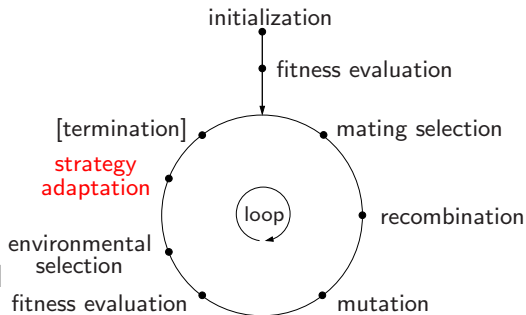 initialization
fitness evaluation
[termination]
mating selection
strategy
adaptation
loop
recombination
environmental
selection
fitness evaluation
mutation